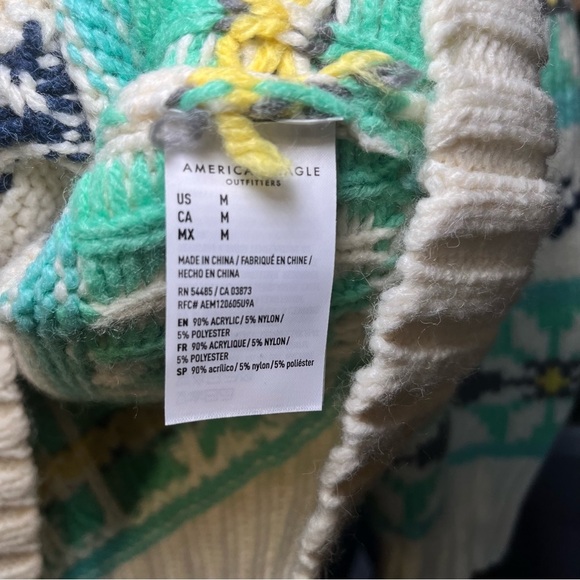 AMERICA AGLE
OUTFITTERS
US M
CA M
MX M
MADE IN CHINA / FABRIQUÉ EN CHINE /
HECHO EN CHINA
RN 54485 / CA 03873
RFC# AEM120605U9A
EN 90% ACRYLIC / 5% NYLON /
5% POLYESTER
FR 90% ACRYLIQUE / 5% NYLON /
5% POLYESTER
SP 90% acrílico / 5% nylon / 5% poliéster